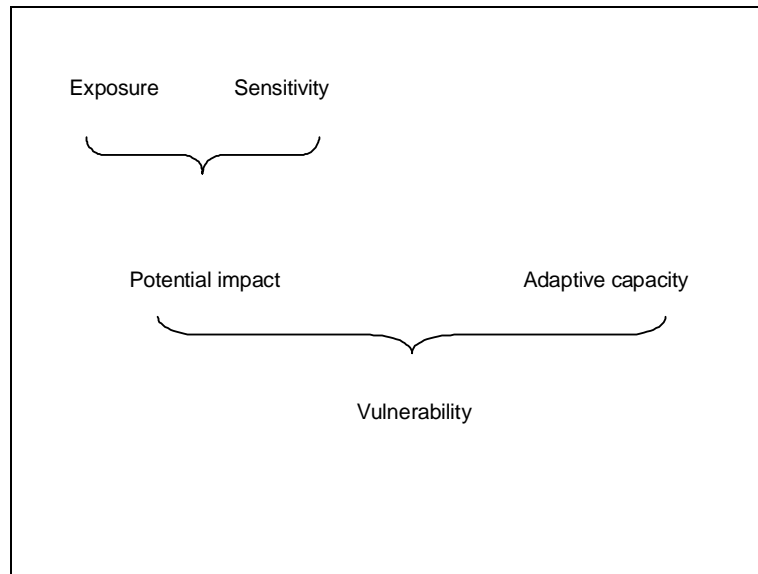 Exposure Sensitivity
Potential impact Adaptive capacity
Vulnerability